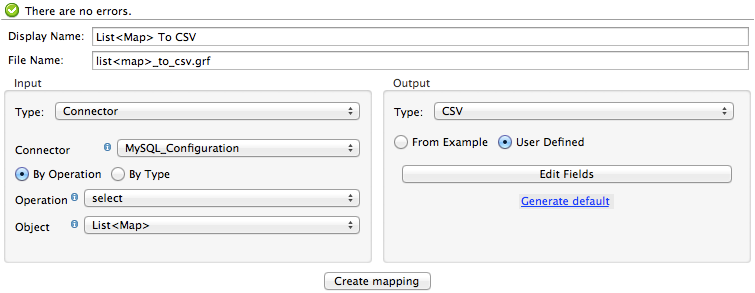 There are no errors.
Display Name: List<Map> To CSV
File Name: list<map>_to_csv.grf
Input
Type: Connector
Connector MySQL_Configuration
By Operation By Type
Operation select
Object List<Map>
Output
Type: CSV
From Example User Defined
Edit Fields
Generate default
Create mapping